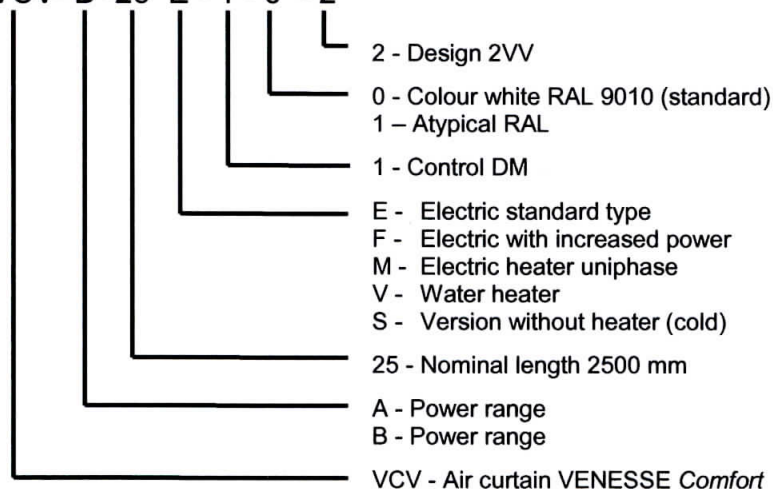 2 - Design 2VV
0 - Colour white RAL 9010 (standard)
1 – Atypical RAL
1 - Control DM
E - Electric standard type
F - Electric with increased power
M - Electric heater uniphase
V - Water heater
S - Version without heater (cold)
25 - Nominal length 2500 mm
A - Power range
B - Power range
VCV - Air curtain VENESSE Comfort